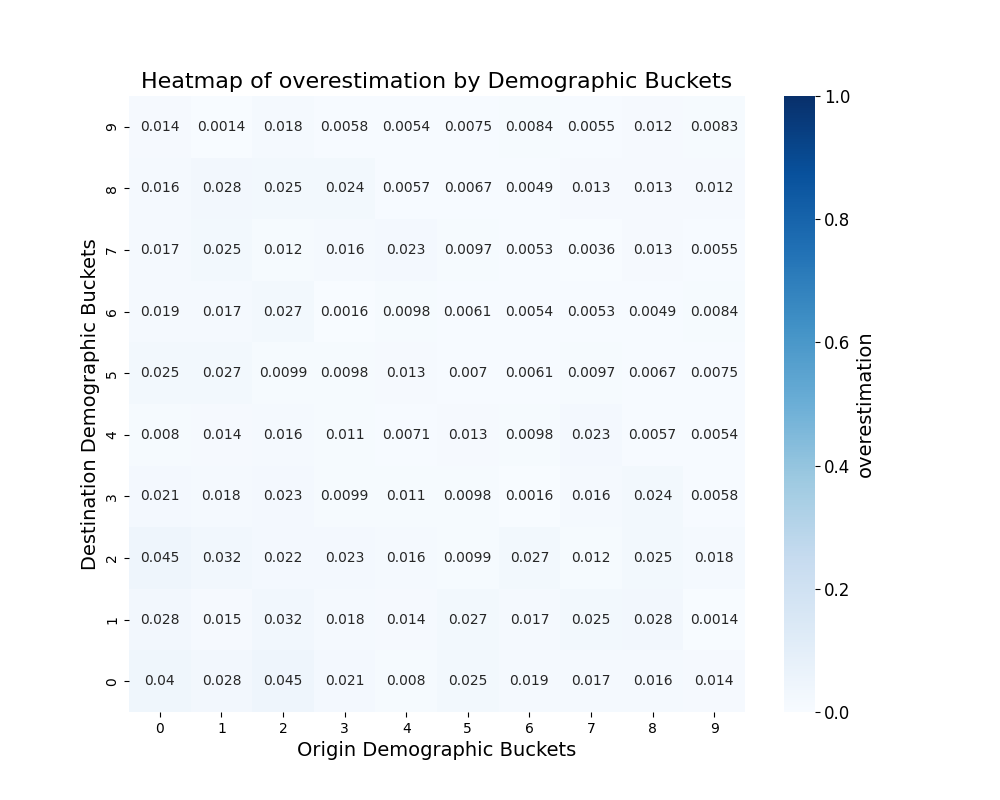 Heatmap of overestimation by Demographic Buckets
9 0.014 0.0014 0.018 0.0058 0.0054 0.0075 0.0084 0.0055 0.012 0.0083
8 0.016 0.028 0.025 0.024 0.0057 0.0067 0.0049 0.013 0.013 0.012
7 0.017 0.025 0.012 0.016 0.023 0.0097 0.0053 0.0036 0.013 0.0055
6 0.019 0.017 0.027 0.0016 0.0098 0.0061 0.0054 0.0053 0.0049 0.0084
5 0.025 0.027 0.0099 0.0098 0.013 0.007 0.0061 0.0097 0.0067 0.0075
4 0.008 0.014 0.016 0.011 0.0071 0.013 0.0098 0.023 0.0057 0.0054
3 0.021 0.018 0.023 0.0099 0.011 0.0098 0.0016 0.016 0.024 0.0058
2 0.045 0.032 0.022 0.023 0.016 0.0099 0.027 0.012 0.025 0.018
1 0.028 0.015 0.032 0.018 0.014 0.027 0.017 0.025 0.028 0.0014
0 0.04 0.028 0.045 0.021 0.008 0.025 0.019 0.017 0.016 0.014
0 1 2 3 4 5 6 7 8 9
Origin Demographic Buckets
Destination Demographic Buckets
1.0
0.8
0.6
0.4
0.2
0.0
overestimation